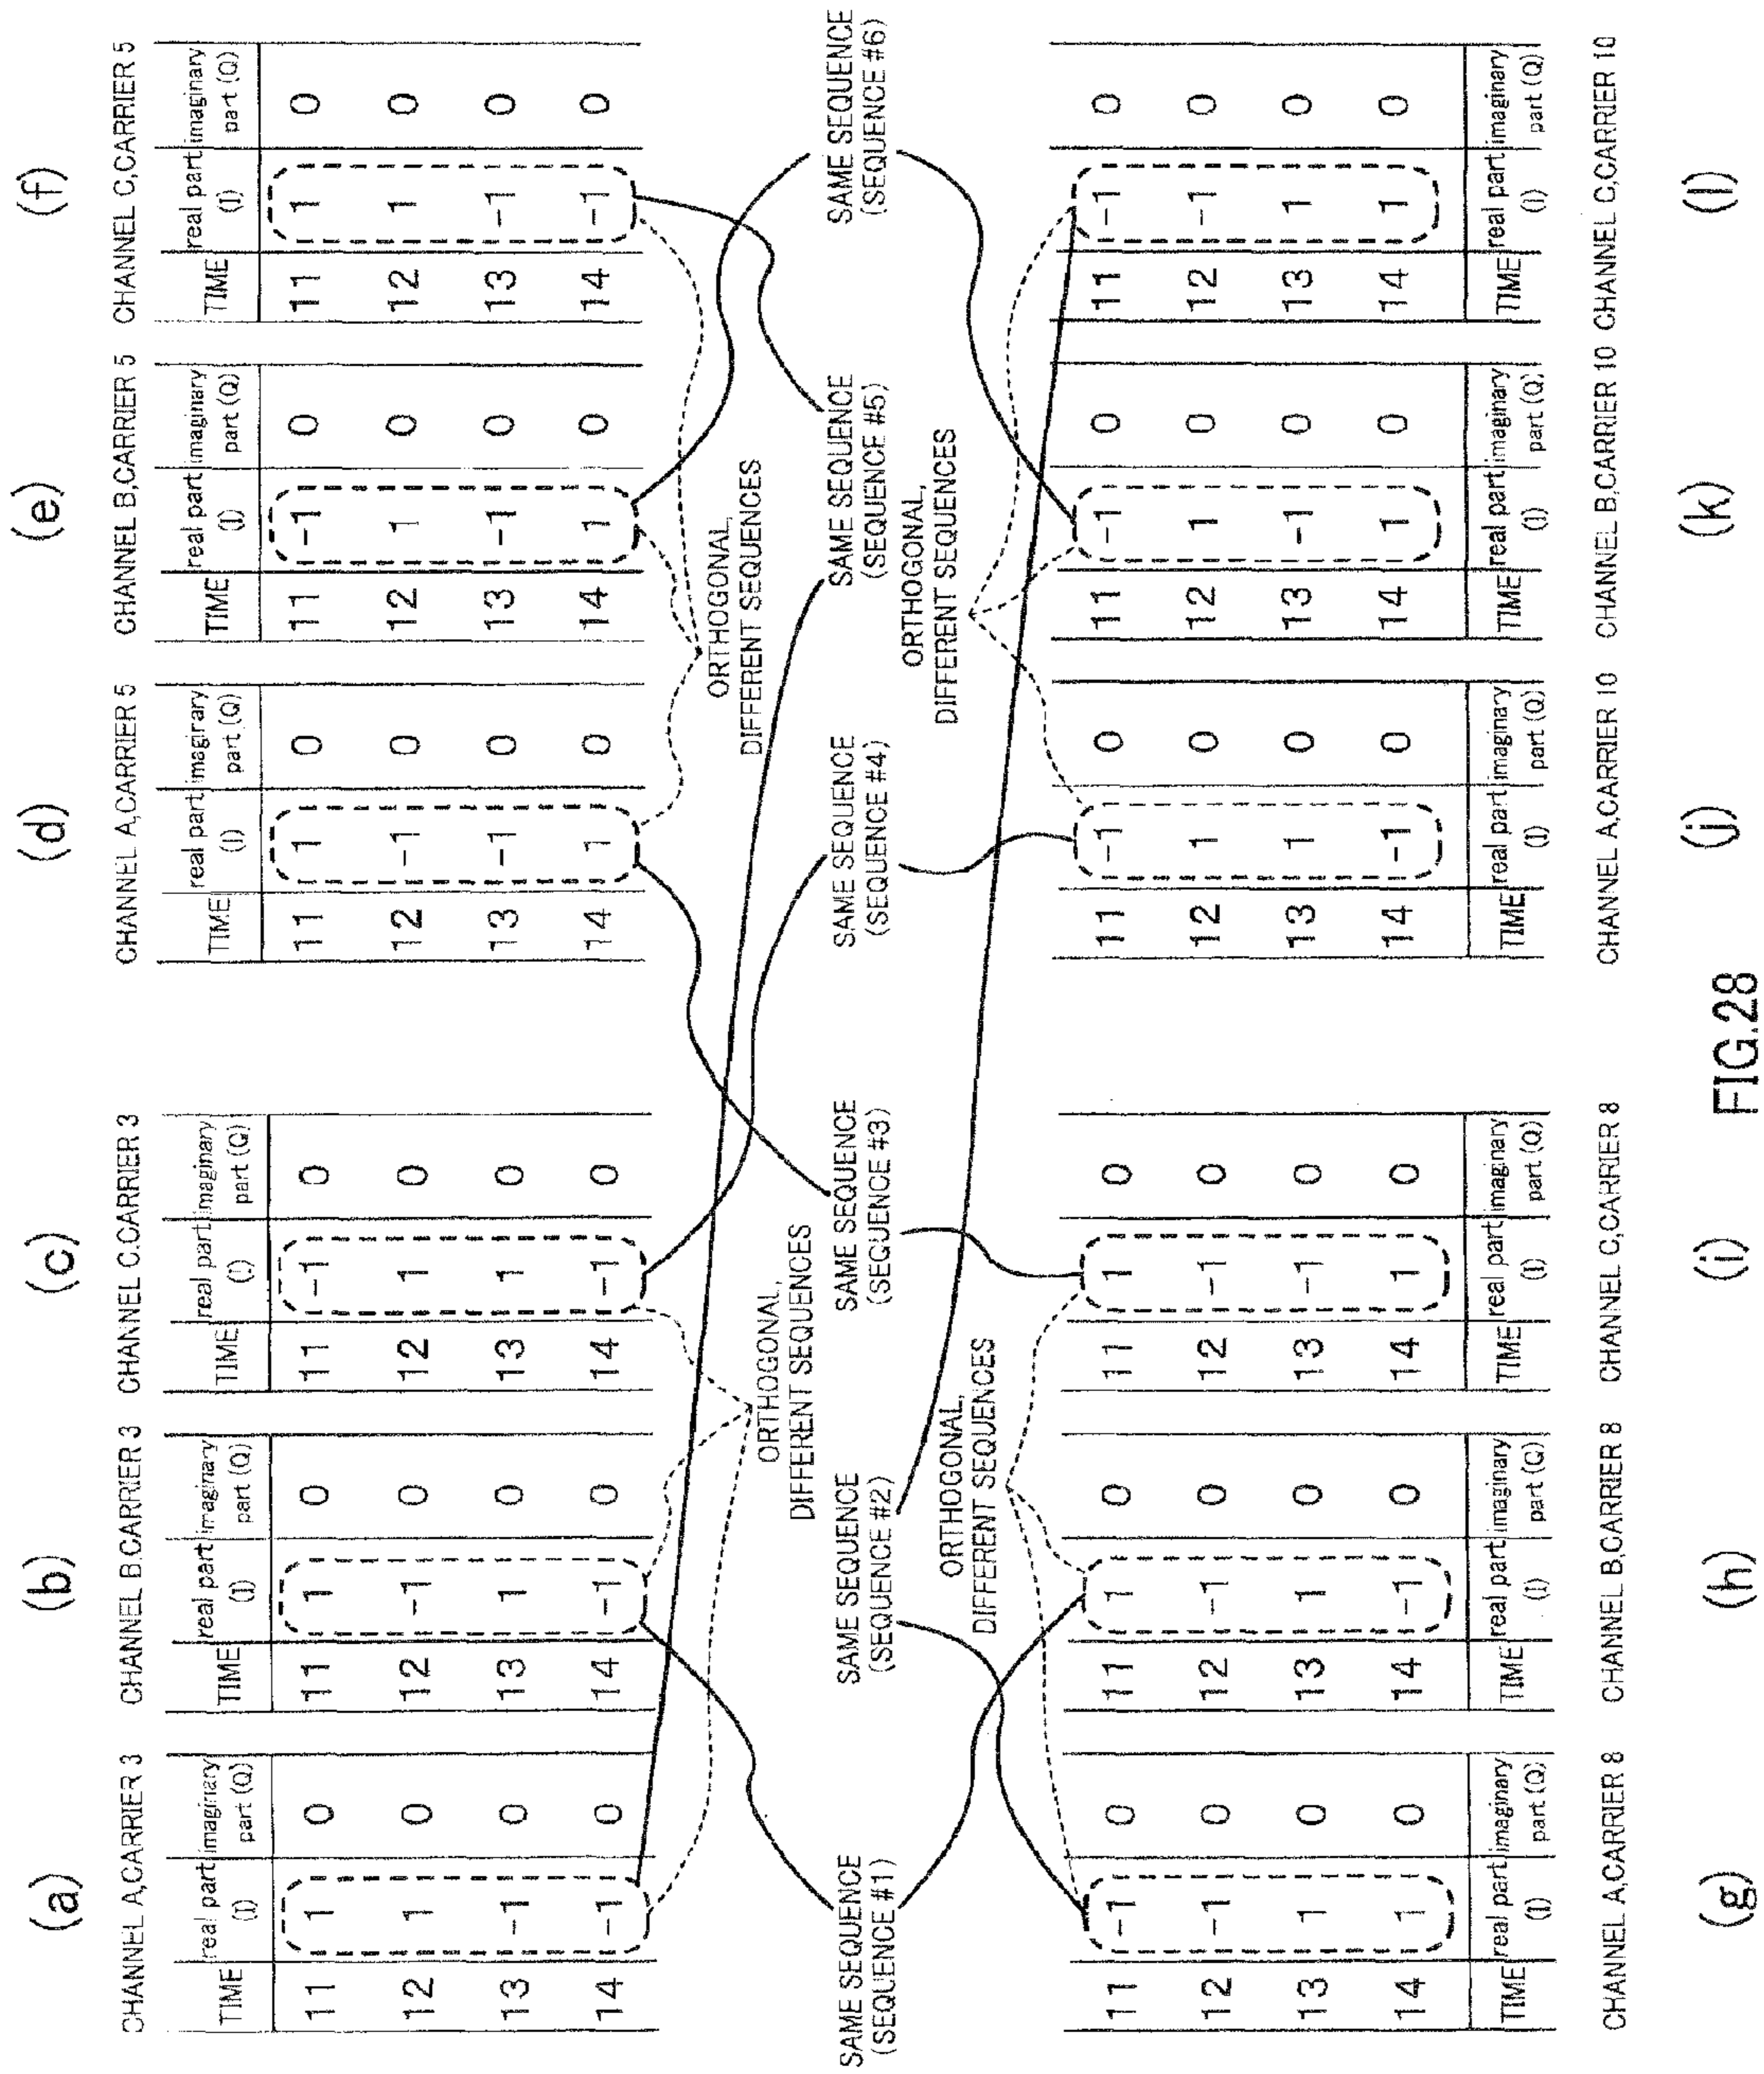 (a)
CHANNEL A,CARRIER 3
TIME real part (I) imaginary part (Q)
11 1 0
12 1 0
13 -1 0
14 -1 0
(b)
CHANNEL B,CARRIER 3
TIME real part (I) imaginary part (Q)
11 1 0
12 -1 0
13 1 0
14 -1 0
(c)
CHANNEL C,CARRIER 3
TIME real part (I) imaginary part (Q)
11 -1 0
12 1 0
13 1 0
14 -1 0
(d)
CHANNEL A,CARRIER 5
TIME real part (I) imaginary part (Q)
11 1 0
12 -1 0
13 -1 0
14 1 0
(e)
CHANNEL B,CARRIER 5
TIME real part (I) imaginary part (Q)
11 -1 0
12 1 0
13 -1 0
14 1 0
(f)
CHANNEL C,CARRIER 5
TIME real part (I) imaginary part (Q)
11 1 0
12 1 0
13 -1 0
14 -1 0
ORTHOGONAL,
DIFFERENT SEQUENCES
ORTHOGONAL,
DIFFERENT SEQUENCES
SAME SEQUENCE
(SEQUENCE #1)
SAME SEQUENCE
(SEQUENCE #2)
SAME SEQUENCE
(SEQUENCE #3)
SAME SEQUENCE
(SEQUENCE #4)
SAME SEQUENCE
(SEQUENCE #5)
SAME SEQUENCE
(SEQUENCE #6)
ORTHOGONAL,
DIFFERENT SEQUENCES
ORTHOGONAL,
DIFFERENT SEQUENCES
11 -1 0
12 -1 0
13 1 0
14 1 0
TIME real part (I) imaginary part (Q)
CHANNEL A,CARRIER 8
(g)
11 1 0
12 -1 0
13 1 0
14 -1 0
TIME real part (I) imaginary part (Q)
CHANNEL B,CARRIER 8
(h)
11 1 0
12 -1 0
13 -1 0
14 1 0
TIME real part (I) imaginary part (Q)
CHANNEL C,CARRIER 8
(i)
11 -1 0
12 1 0
13 1 0
14 -1 0
TIME real part (I) imaginary part (Q)
CHANNEL A,CARRIER 10
(j)
11 -1 0
12 1 0
13 -1 0
14 1 0
TIME real part (I) imaginary part (Q)
CHANNEL B,CARRIER 10
(k)
11 -1 0
12 -1 0
13 1 0
14 1 0
TIME real part (I) imaginary part (Q)
CHANNEL C,CARRIER 10
(l)
FIG.28